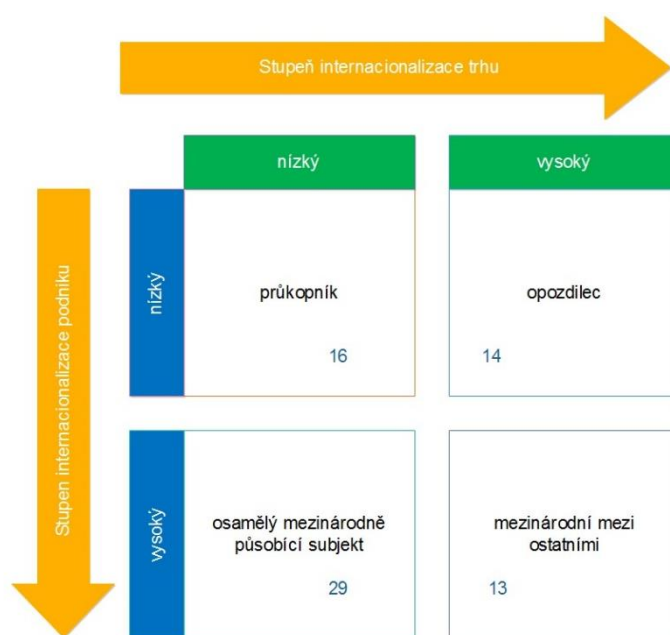 Stupeň internacionalizace trhu
nízký
vysoký
Stupen internacionalizace podniku
nízký
průkopník
16
opozdilec
14
vysoký
osamělý mezinárodně
působící subjekt
29
mezinárodní mezi
ostatními
13